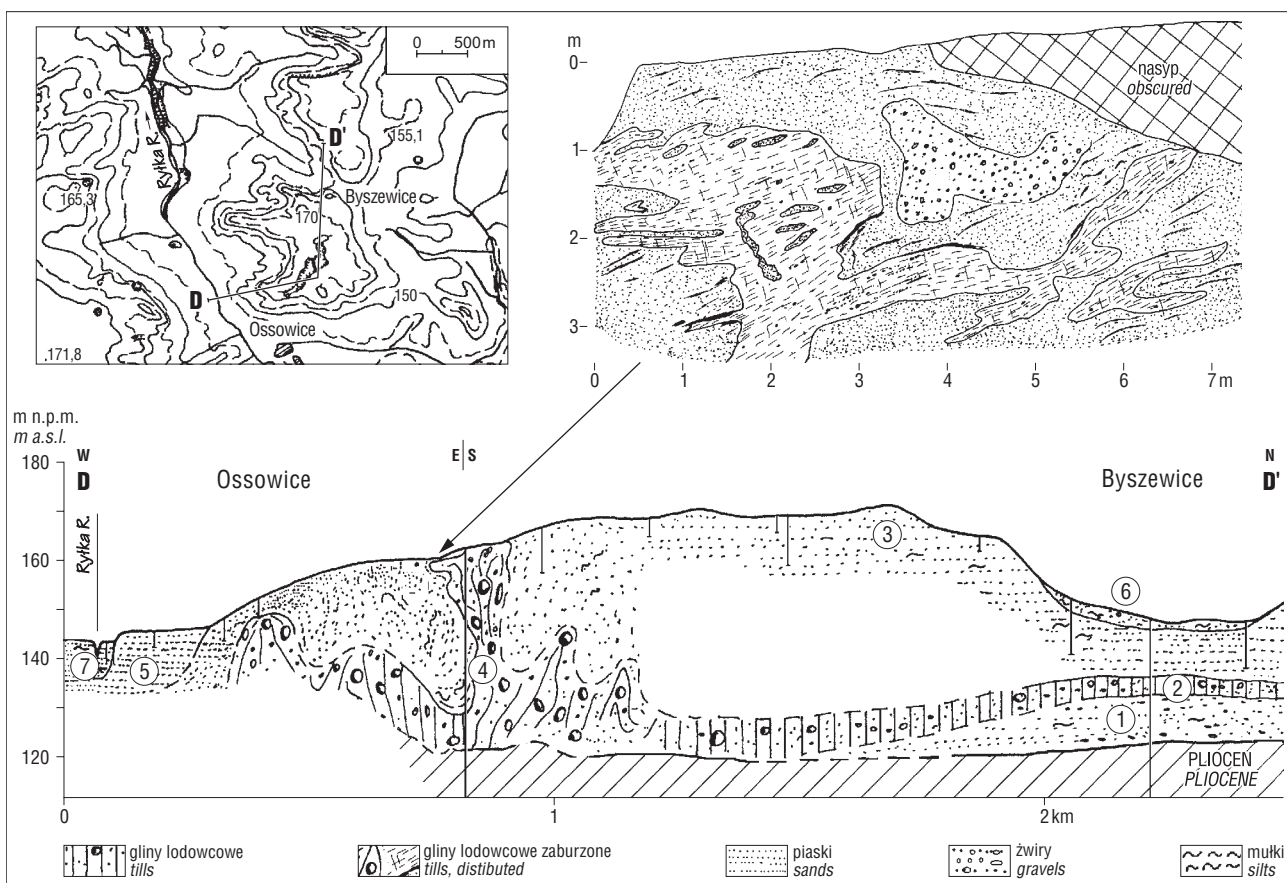 0 500 m
Ryłka R.
D'
155,1
165,3
Byszewice
170
D
150
Ossowice
.171,8
m
0
nasyp
obscured
1
2
3
0 1 2 3 4 5 6 7 m
m n.p.m.
m a.s.l.
W E S N
D Ossowice Byszewice D'
180
Ryłka R.
160
140
120
3
6
7 5 4 2
1
PLIOCEN
PLIOCENE
0 1 2 km
gliny lodowcowe
tills
gliny lodowcowe zaburzone
tills, distibuted
piaski
sands
żwiry
gravels
mułki
silts